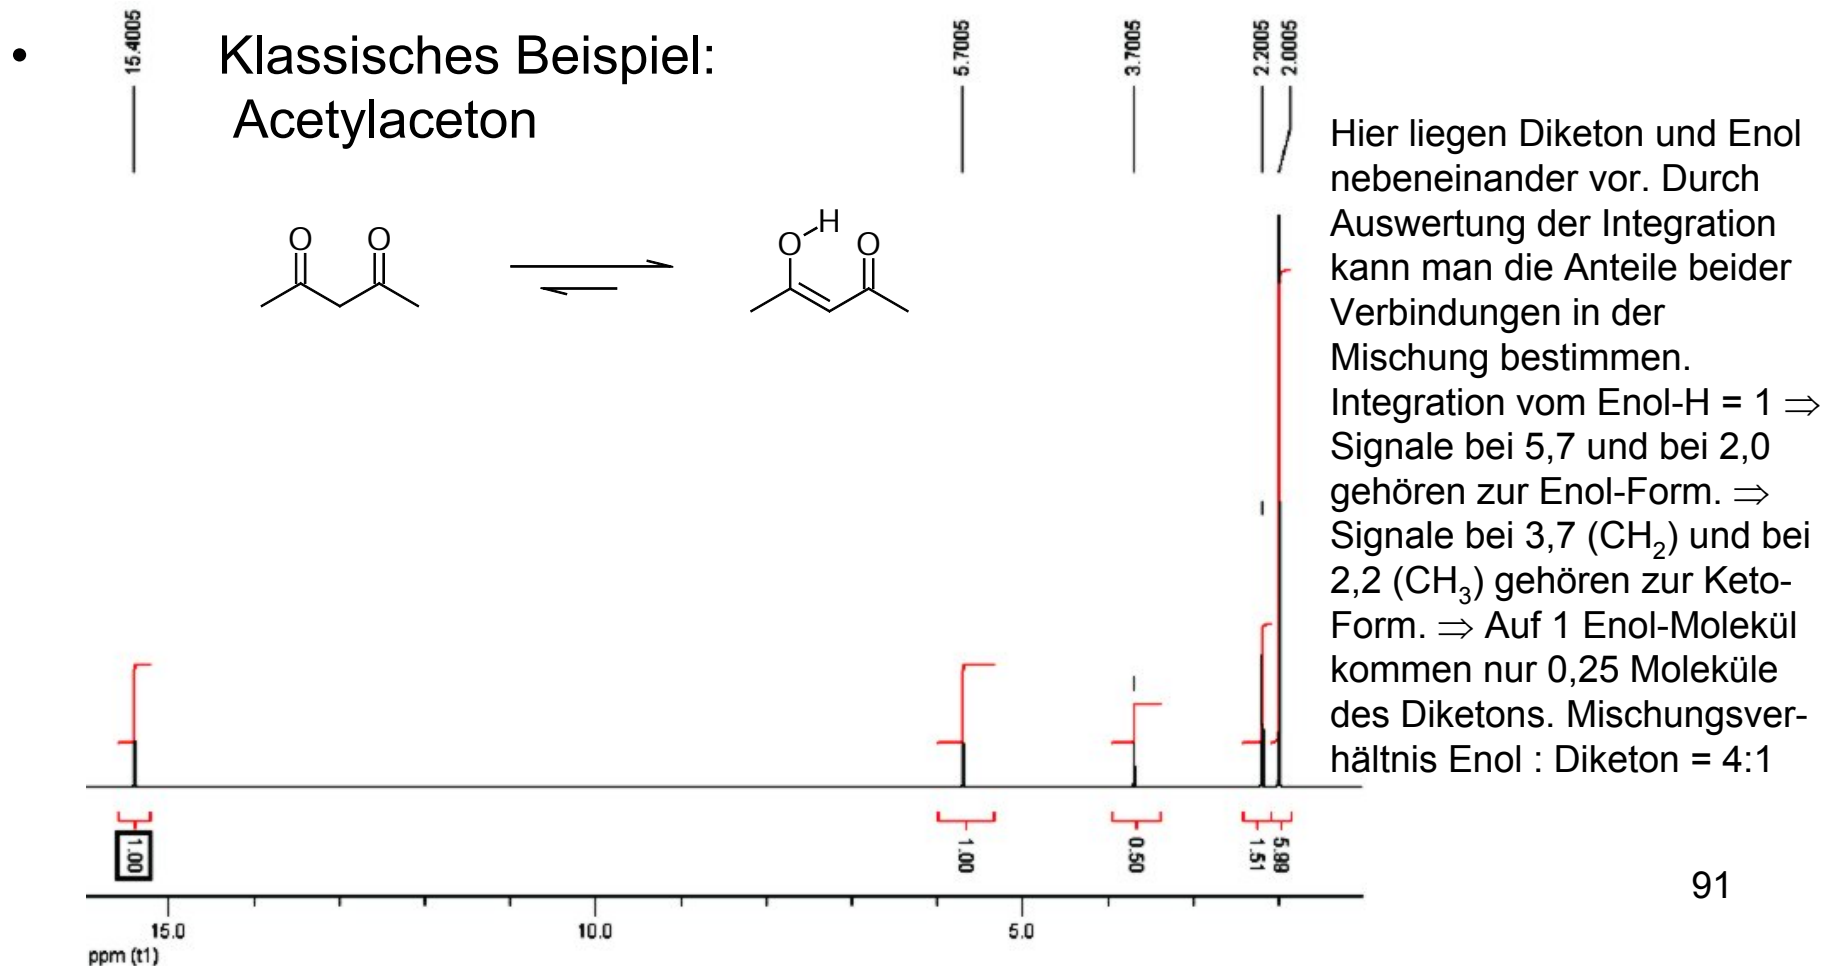 • Klassisches Beispiel:
Acetylaceton
15.4005
5.7005
3.7005
2.2005
2.0005
O O
O H O
Hier liegen Diketon und Enol
nebeneinander vor. Durch
Auswertung der Integration
kann man die Anteile beider
Verbindungen in der
Mischung bestimmen.
Integration vom Enol-H = 1 ⇒
Signale bei 5,7 und bei 2,0
gehören zur Enol-Form. ⇒
Signale bei 3,7 (CH₂) und bei
2,2 (CH₃) gehören zur Keto-
Form. ⇒ Auf 1 Enol-Molekül
kommen nur 0,25 Moleküle
des Diketons. Mischungsver-
hältnis Enol : Diketon = 4:1
1.00
1.00
0.50
1.51
5.98
91
15.0 10.0 5.0
ppm (t1)